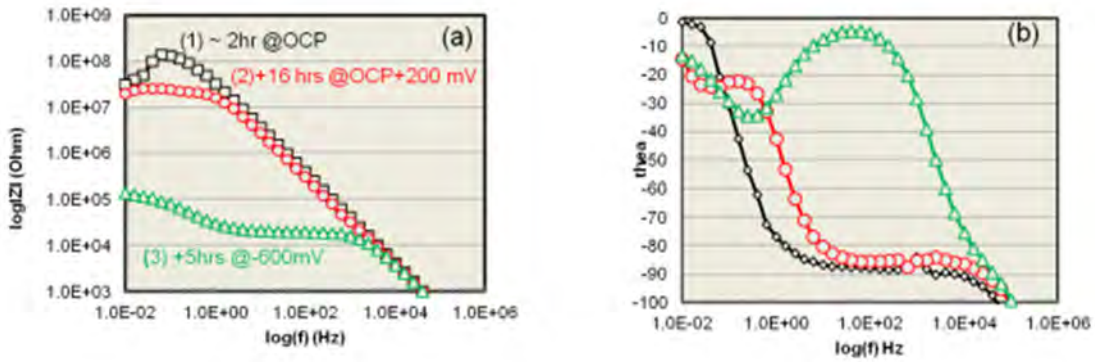 1.0E+09
1.0E+08
1.0E+07
1.0E+06
1.0E+05
1.0E+04
1.0E+03
log|Z| (Ohm)
(a)
(1) ~ 2hr @OCP
(2)+16 hrs @OCP+200 mV
(3) +5hrs @-600mV
1.0E-02 1.0E+00 1.0E+02 1.0E+04 1.0E+06
log(f) (Hz)
0
-10
-20
-30
-40
-50
-60
-70
-80
-90
-100
thea
(b)
1.0E-02 1.0E+00 1.0E+02 1.0E+04 1.0E+06
log(f) Hz